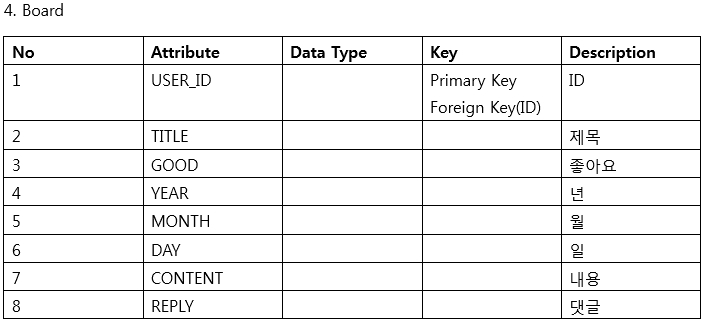 4. Board
No Attribute Data Type Key Description
1 USER_ID Primary Key ID
Foreign Key(ID)
2 TITLE 제목
3 GOOD 좋아요
4 YEAR 년
5 MONTH 월
6 DAY 일
7 CONTENT 내용
8 REPLY 댓글